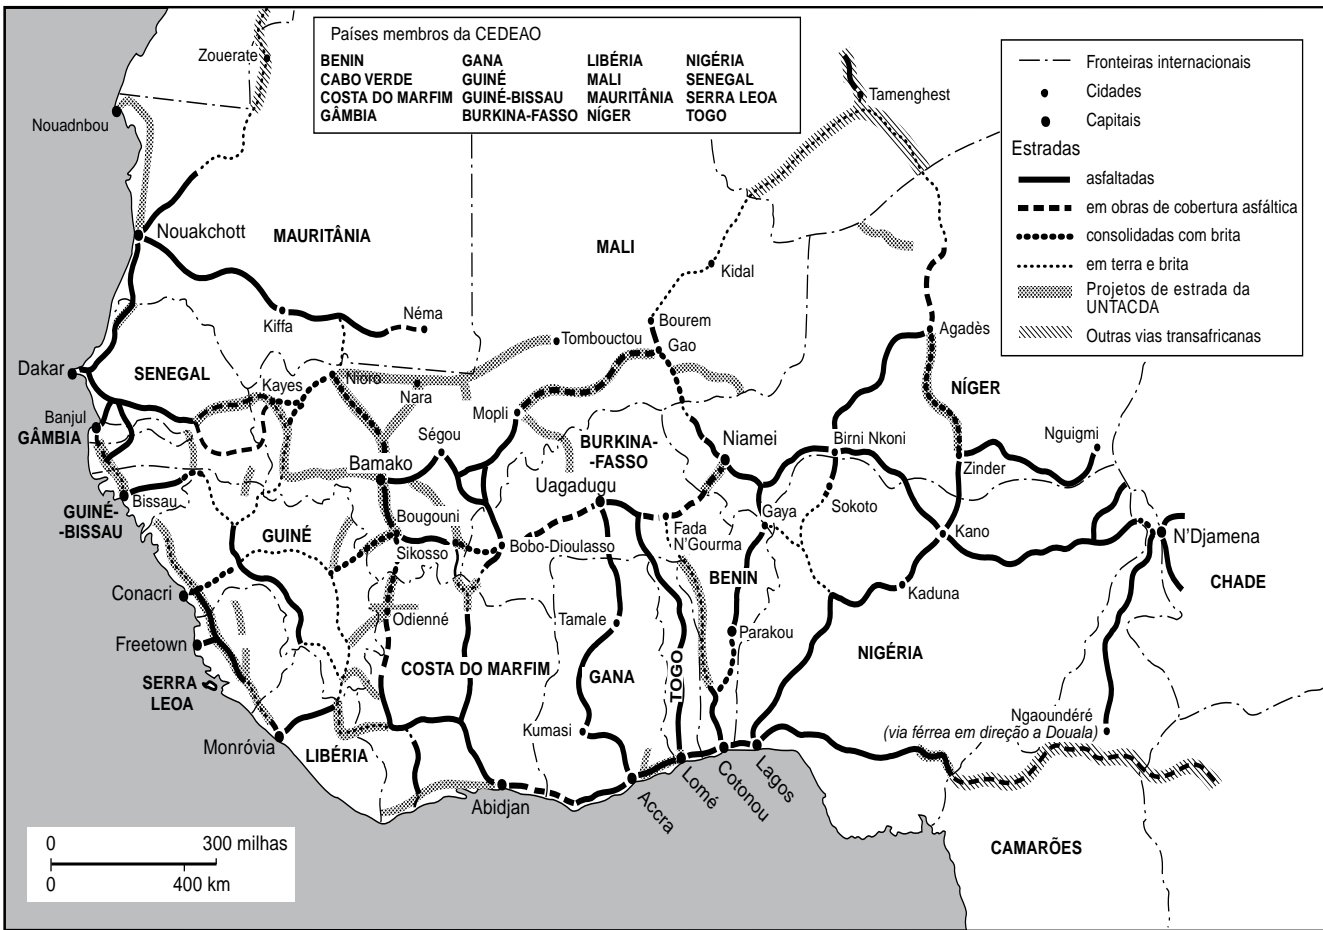 Países membros da CEDEAO
BENIN GANA LIBÉRIA NIGÉRIA
CABO VERDE GUINÉ MALI SENEGAL
COSTA DO MARFIM GUINÉ-BISSAU MAURITÂNIA SERRA LEOA
GÂMBIA BURKINA-FASSO NÍGER TOGO
Fronteiras internacionais
Cidades
Capitais
Estradas
asfaltadas
em obras de cobertura asfáltica
consolidadas com brita
em terra e brita
Projetos de estrada da
UNTACDA
Outras vias transafricanas
Zouerate
Tamenghest
Nouadnbou
Nouakchott
MAURITÂNIA
MALI
Kidal
Kiffa
Néma
Bourem
Tombouctou
Gao
Agadès
Dakar
SENEGAL
Kayes
Nioro
Nara
NÍGER
Banjul
GÂMBIA
Mopli
Ségou
BURKINA-
-FASSO
Niamei
Birni Nkoni
Nguigmi
Zinder
Bamako
Uagadugu
Bissau
GUINÉ-
-BISSAU
Bougouni
Gaya
Sokoto
GUINÉ
Fada
N'Gourma
Kano
N'Djamena
Sikosso
Bobo-Dioulasso
BENIN
CHADE
Conacri
Kaduna
Odienné
Tamale
Parakou
Freetown
COSTA DO MARFIM
GANA
TOGO
NIGÉRIA
SERRA
LEOA
Ngaoundéré
(via férrea em direção a Douala)
Kumasi
Monróvia
LIBÉRIA
Abidjan
Accra
Lomé
Cotonou
Lagos
CAMARÕES
0 300 milhas
0 400 km